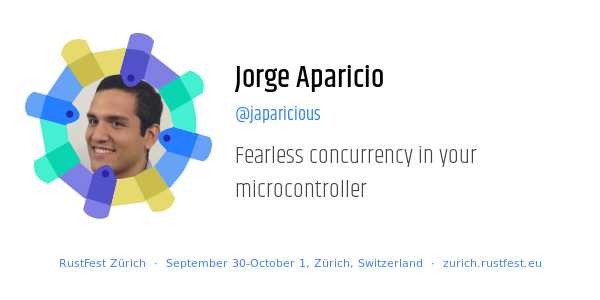 Jorge Aparicio
@japaricious
Fearless concurrency in your
microcontroller
RustFest Zürich · September 30-October 1, Zürich, Switzerland · zurich.rustfest.eu